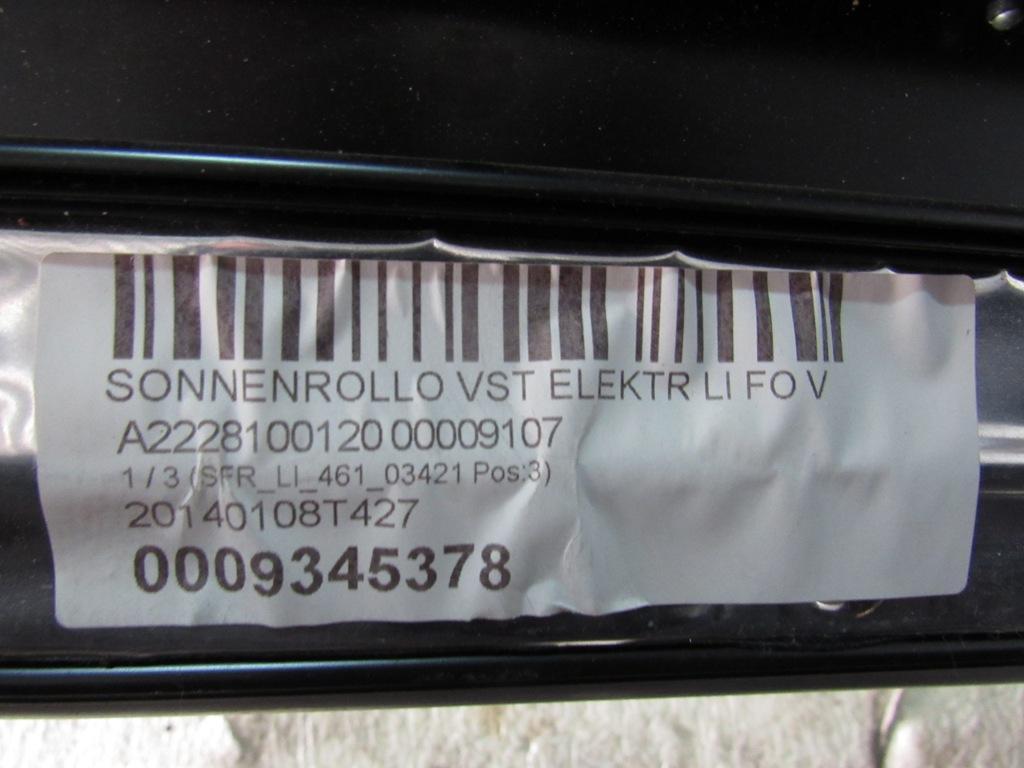 SONNENROLLO VST ELEKTR LI FO V
A2228100120 00009107
1 / 3 (SFR_LI_461_03421 Pos:3)
20140108T427
0009345378